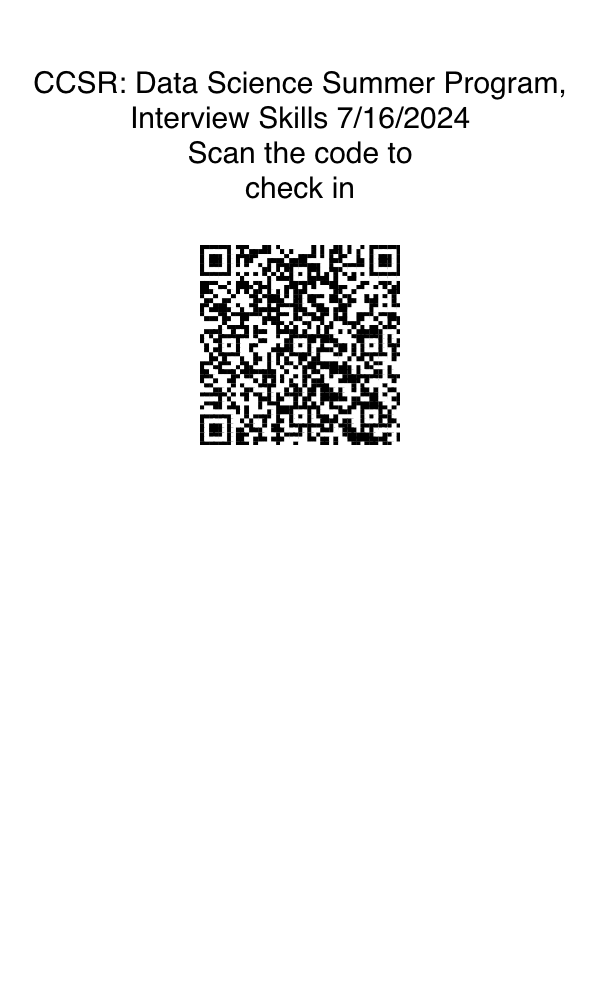 CCSR: Data Science Summer Program,
Interview Skills 7/16/2024
Scan the code to
check in